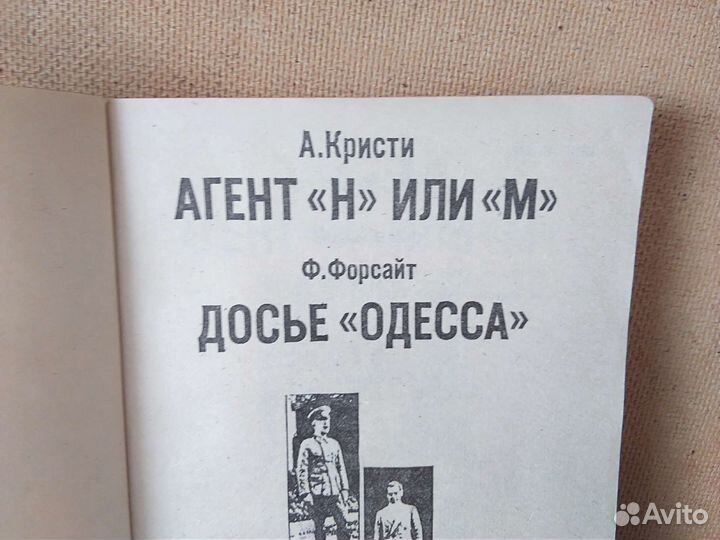 А.Кристи
АГЕНТ «Н» ИЛИ «М»
Ф.Форсайт
ДОСЬЕ «ОДЕССА»
Avito